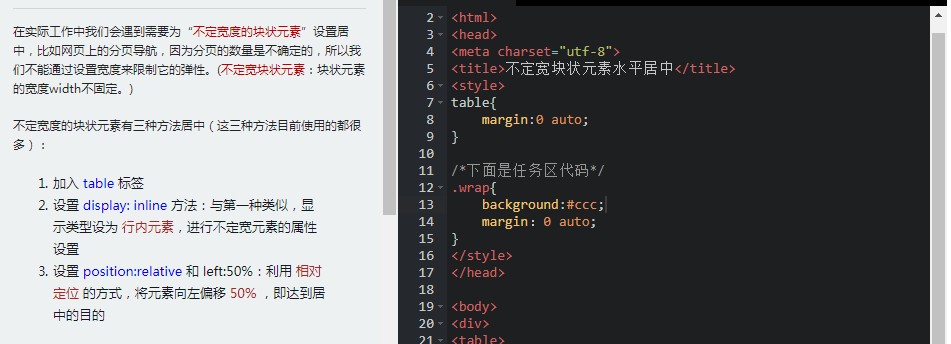 在实际工作中我们会遇到需要为“不定宽度的块状元素”设置居
中，比如网页上的分页导航，因为分页的数量是不确定的，所以我
们不能通过设置宽度来限制它的弹性。(不定宽块状元素：块状元素
的宽度width不固定。)
不定宽度的块状元素有三种方法居中（这三种方法目前使用的都很
多）：
1. 加入 table 标签
2. 设置 display: inline 方法：与第一种类似，显
示类型设为 行内元素，进行不定宽元素的属性
设置
3. 设置 position:relative 和 left:50%：利用 相对
定位 的方式，将元素向左偏移 50% ，即达到居
中的目的
2 <html>
3 <head>
4 <meta charset="utf-8">
5 <title>不定宽块状元素水平居中</title>
6 <style>
7 table{
8 margin:0 auto;
9 }
10
11 /*下面是任务区代码*/
12 .wrap{
13 background:#ccc;
14 margin: 0 auto;
15 }
16 </style>
17 </head>
18
19 <body>
20 <div>
21 <table>